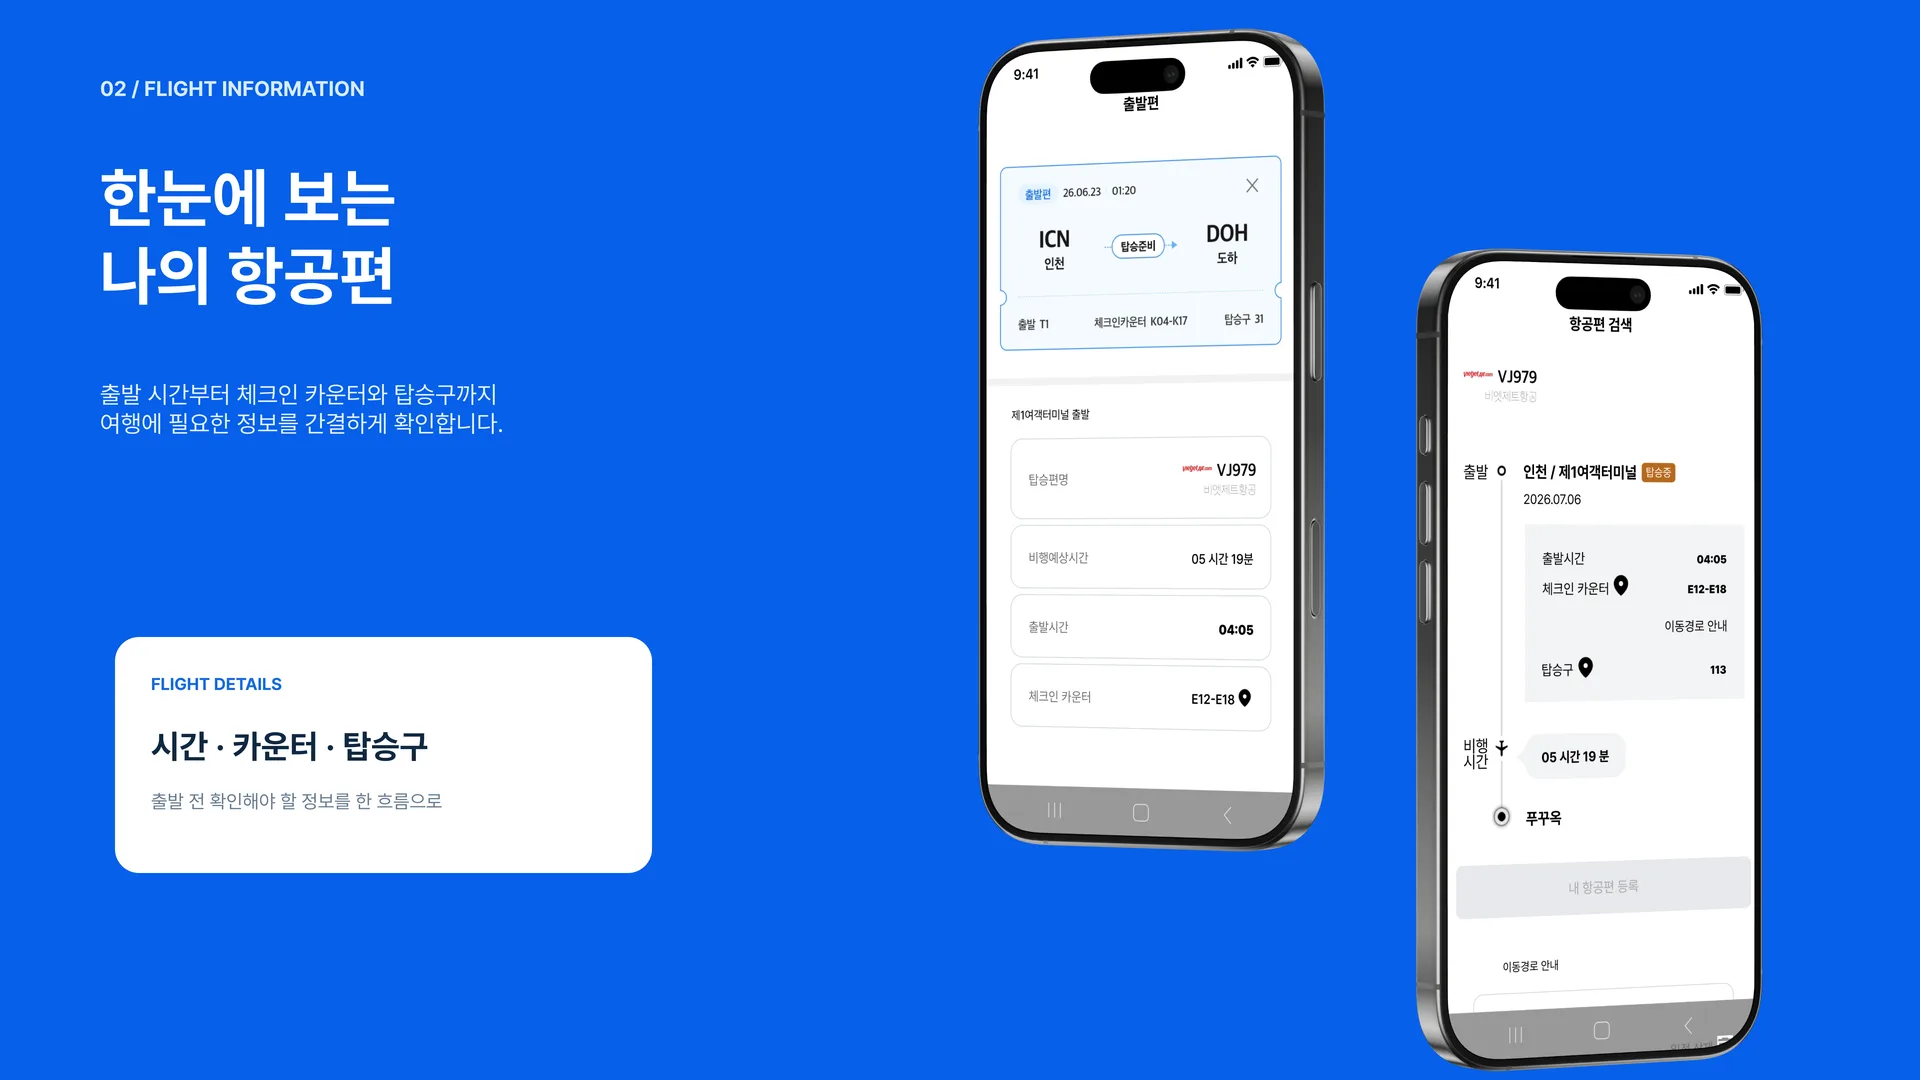 02 / FLIGHT INFORMATION
한눈에 보는
나의 항공편
출발 시간부터 체크인 카운터와 탑승구까지
여행에 필요한 정보를 간결하게 확인합니다.
FLIGHT DETAILS
시간 · 카운터 · 탑승구
출발 전 확인해야 할 정보를 한 흐름으로
9:41
출발편
출발편 26.06.23 01:20
ICN 탑승준비 DOH
인천 도하
출발 T1 체크인카운터 K04-K17 탑승구 31
제1여객터미널 출발
탑승편명 vietjetair.com VJ979
비엣제트항공
비행예상시간 05 시간 19분
출발시간 04:05
체크인 카운터 E12-E18
9:41
항공편 검색
vietjetair.com VJ979
비엣제트항공
출발 인천 / 제1여객터미널 탑승중
2026.07.06
출발시간 04:05
체크인 카운터 E12-E18
이동경로 안내
탑승구 113
비행
시간 05 시간 19 분
푸꾸옥
내 항공편 등록
이동경로 안내